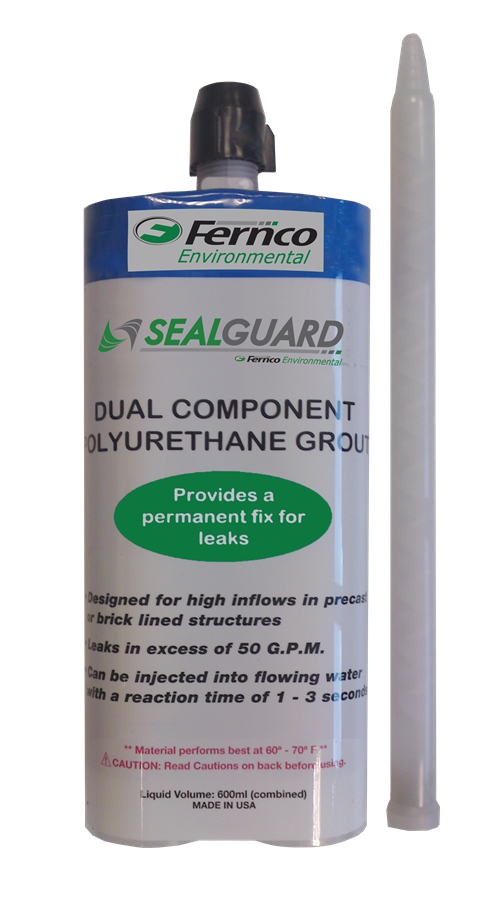 Fernco
Environmental
SEALGUARD
Fernco Environmental
DUAL COMPONENT
POLYURETHANE GROUT
Provides a
permanent fix for
leaks
Designed for high inflows in precast
or brick lined structures
Leaks in excess of 50 G.P.M.
Can be injected into flowing water
with a reaction time of 1 - 3 seconds
** Material performs best at 60° - 70° F **
CAUTION: Read Cautions on back before using.
Liquid Volume: 600ml (combined)
MADE IN USA